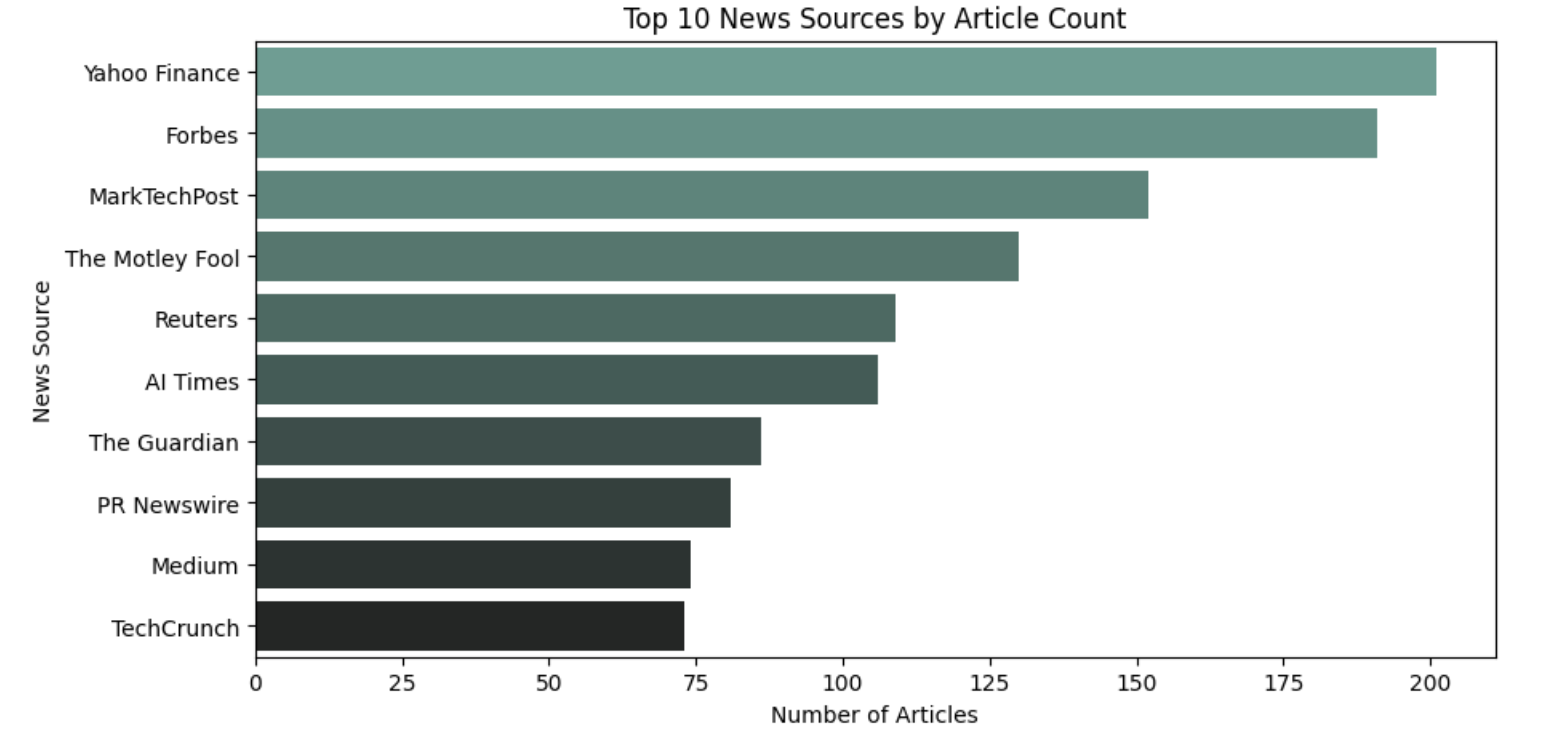 Top 10 News Sources by Article Count
Yahoo Finance
Forbes
MarkTechPost
The Motley Fool
Reuters
AI Times
The Guardian
PR Newswire
Medium
TechCrunch
News Source
0 25 50 75 100 125 150 175 200
Number of Articles